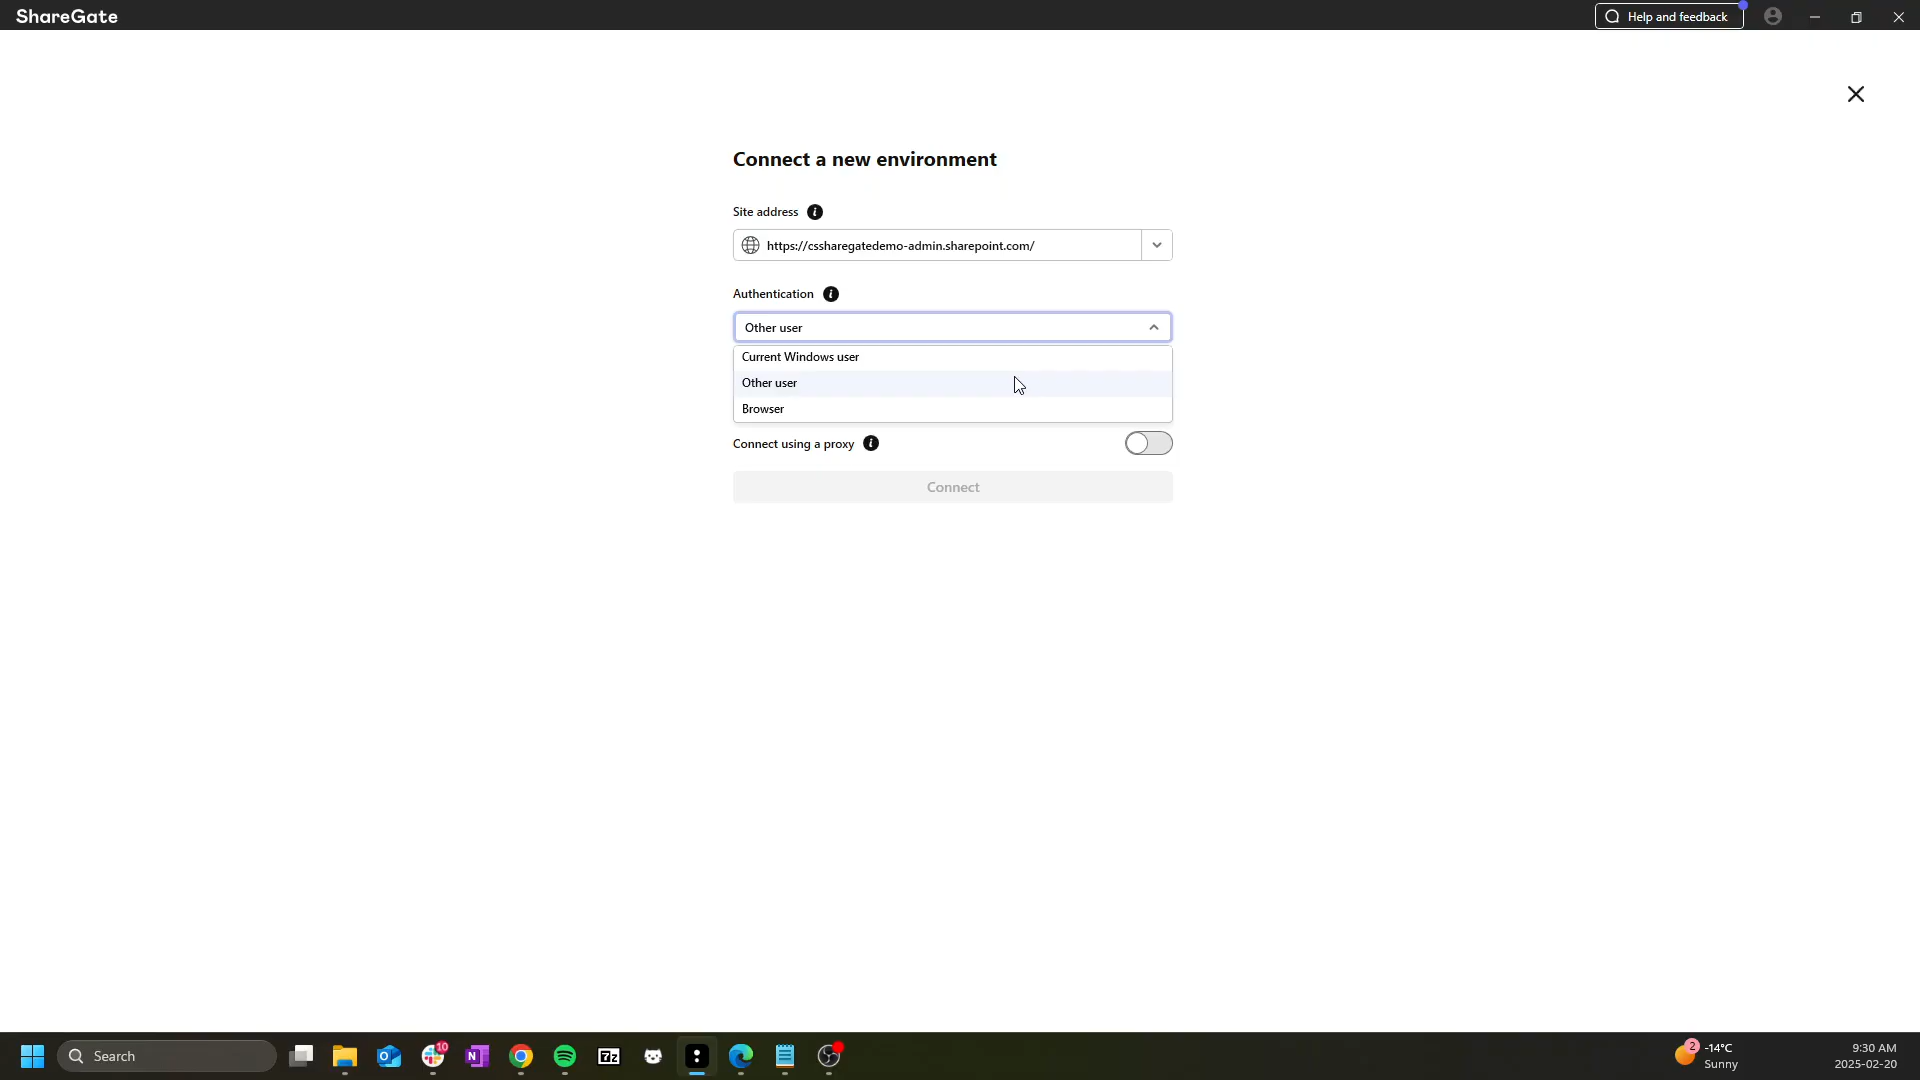 ShareGate
Help and feedback
Connect a new environment
Site address
https://cssharegatedemo-admin.sharepoint.com/
Authentication
Other user
Current Windows user
Other user
Browser
Connect using a proxy
Connect
Search
10
7z
2
-14°C
Sunny
9:30 AM
2025-02-20